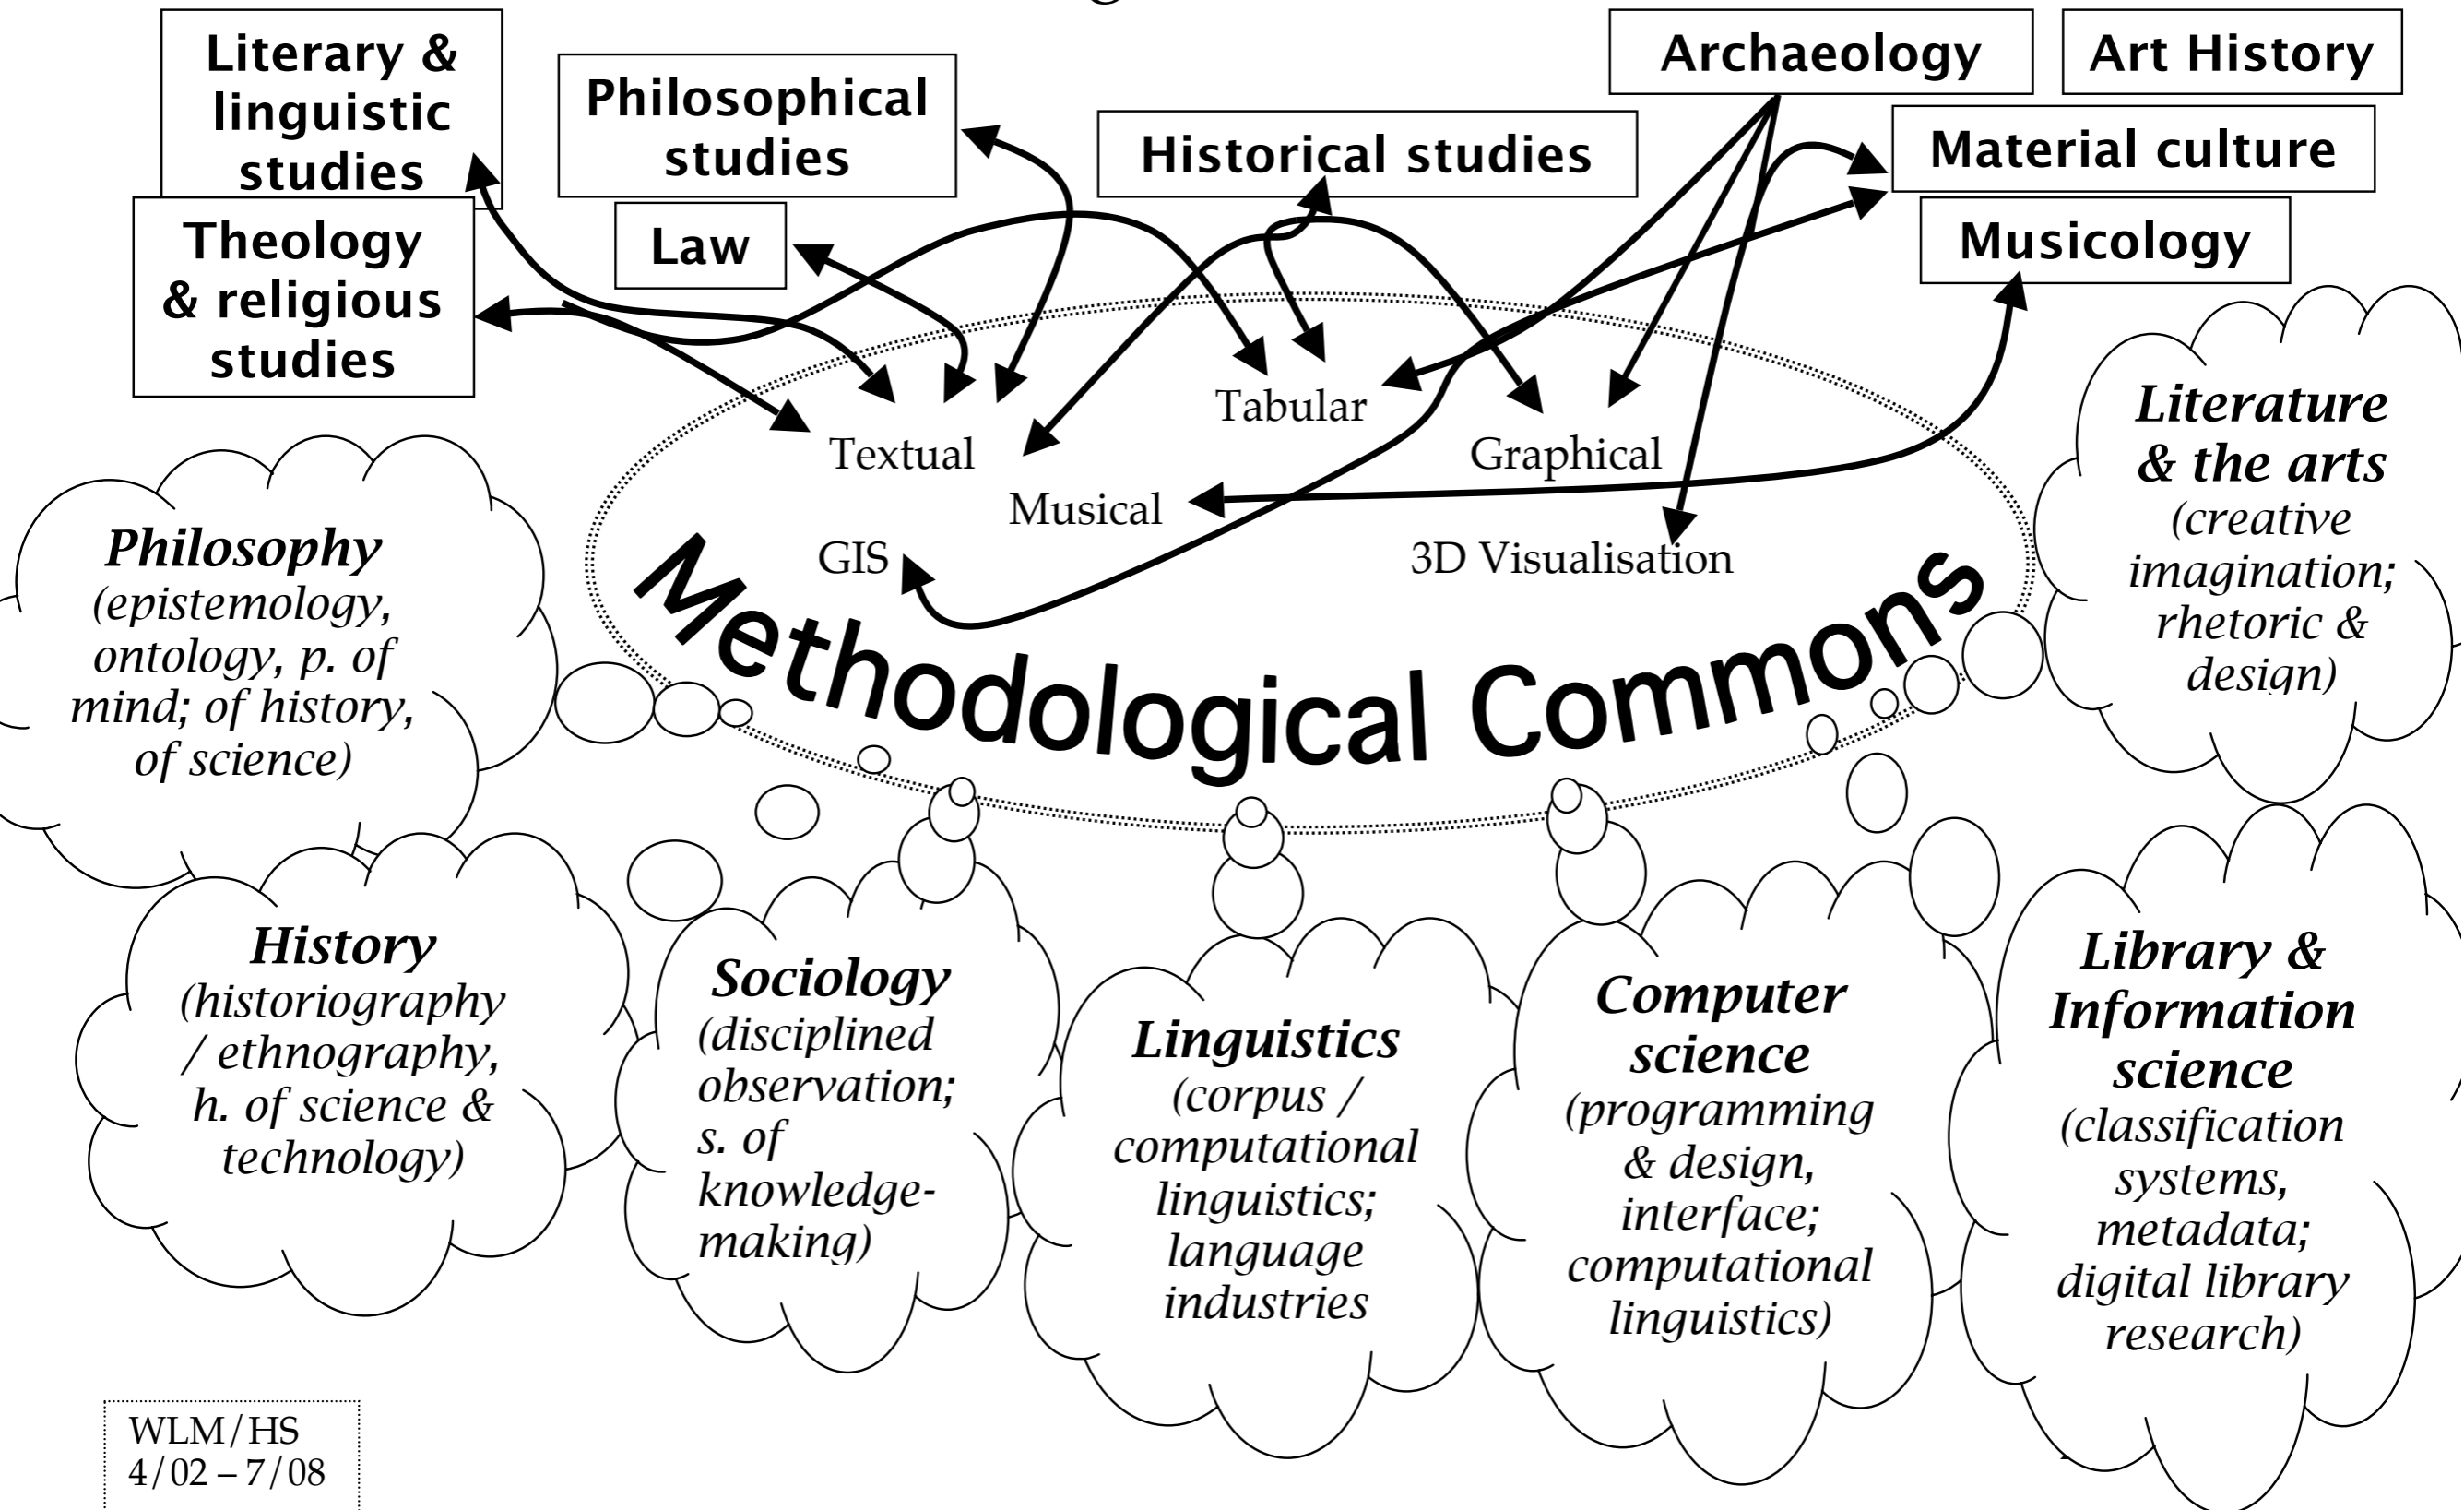 Literary &
linguistic
studies
Theology
& religious
studies
Philosophical
studies
Law
Historical studies
Archaeology
Art History
Material culture
Musicology
Textual
Tabular
Graphical
Musical
GIS
3D Visualisation
Methodological Commons
Philosophy
(epistemology,
ontology, p. of
mind; of history,
of science)
Literature
& the arts
(creative
imagination;
rhetoric &
design)
History
(historiography
/ ethnography,
h. of science &
technology)
Sociology
(disciplined
observation;
s. of
knowledge-
making)
Linguistics
(corpus /
computational
linguistics;
language
industries
Computer
science
(programming
& design,
interface;
computational
linguistics)
Library &
Information
science
(classification
systems,
metadata;
digital library
research)
WLM/HS
4/02 – 7/08